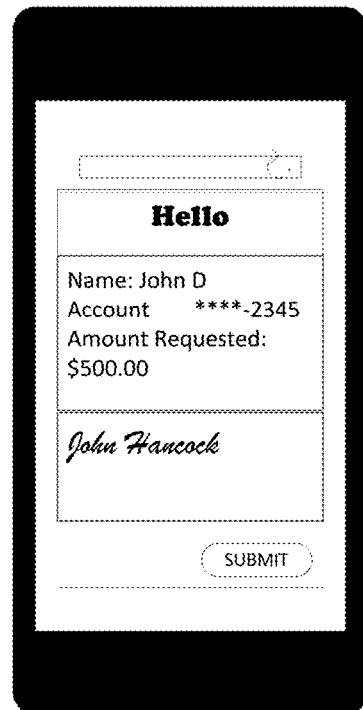 Hello
Name: John D
Account ****-2345
Amount Requested:
$500.00
John Hancock
SUBMIT